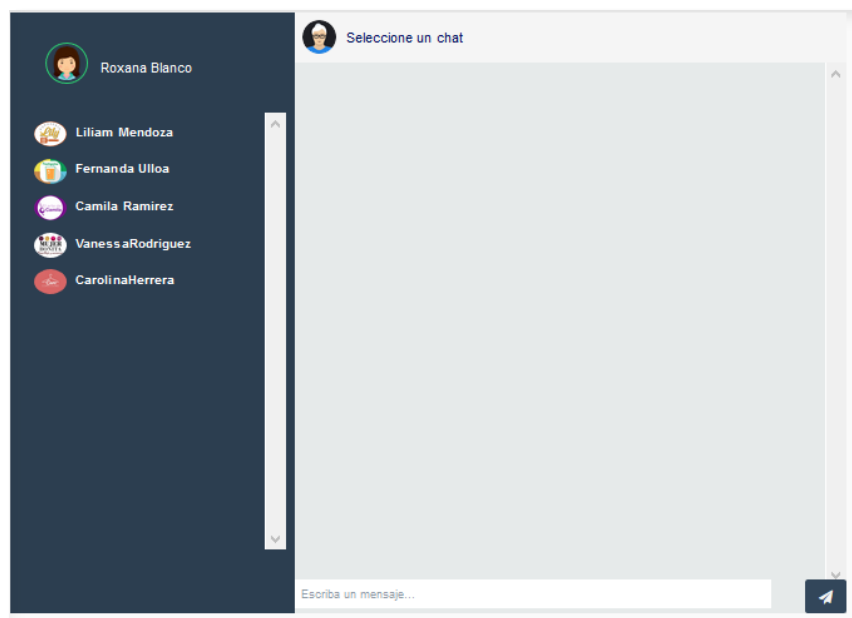 Roxana Blanco
Liliam Mendoza
Fernanda Ulloa
Camila Ramirez
VanessaRodriguez
CarolinaHerrera
Seleccione un chat
Escriba un mensaje...